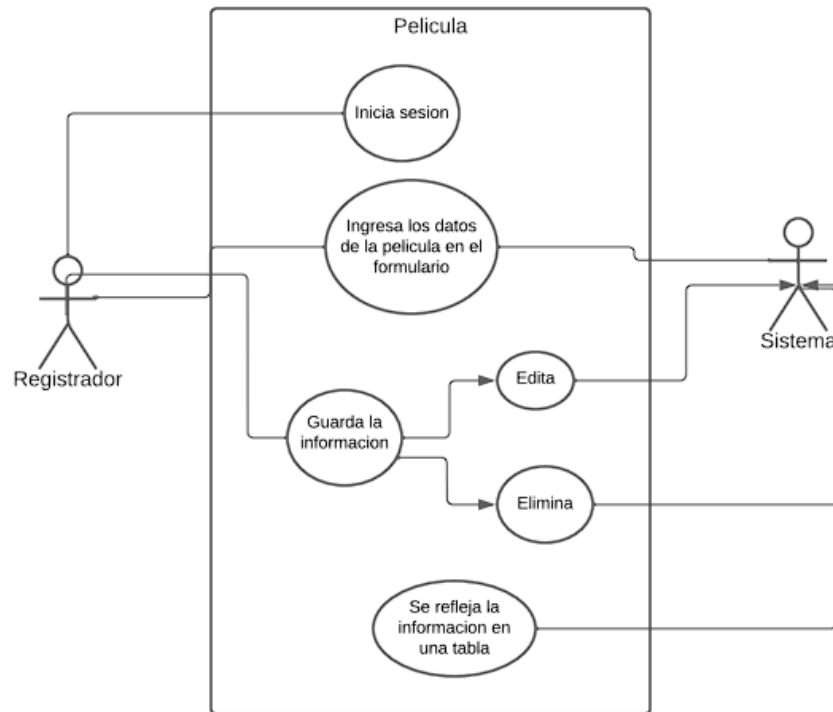 Pelicula
Inicia sesion
Ingresa los datos
de la pelicula en el
formulario
Sistema
Registrador
Edita
Guarda la
informacion
Elimina
Se refleja la
informacion en
una tabla